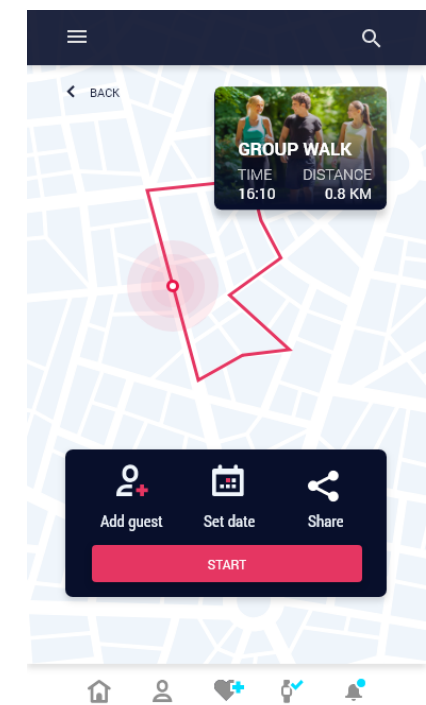 BACK
GROUP WALK
TIME DISTANCE
16:10 0.8 KM
Add guest Set date Share
START